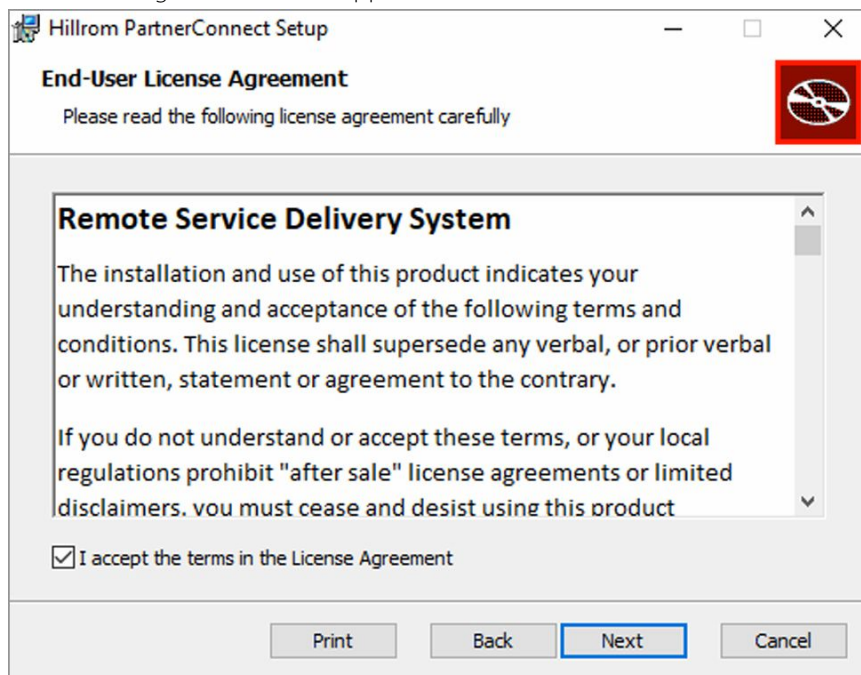 Hillrom PartnerConnect Setup
End-User License Agreement
Please read the following license agreement carefully
Remote Service Delivery System
The installation and use of this product indicates your
understanding and acceptance of the following terms and
conditions. This license shall supersede any verbal, or prior verbal
or written, statement or agreement to the contrary.
If you do not understand or accept these terms, or your local
regulations prohibit "after sale" license agreements or limited
disclaimers, you must cease and desist using this product
I accept the terms in the License Agreement
Print Back Next Cancel